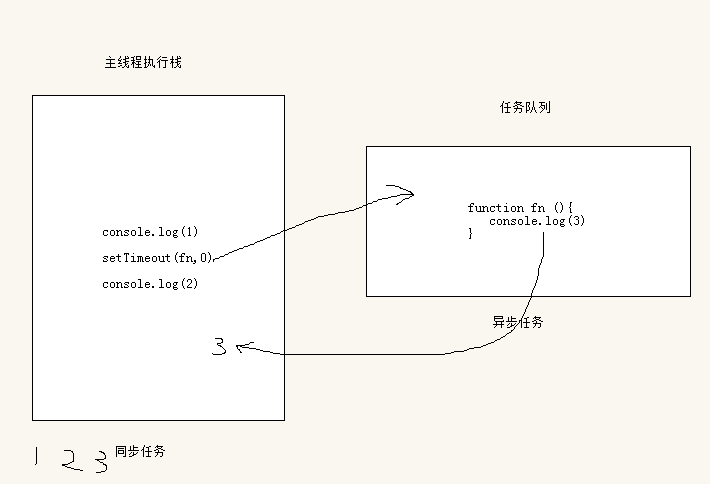 主线程执行栈
任务队列
console.log(1)
setTimeout(fn,0)
console.log(2)
3
function fn (){
console.log(3)
}
异步任务
1 2 3 同步任务